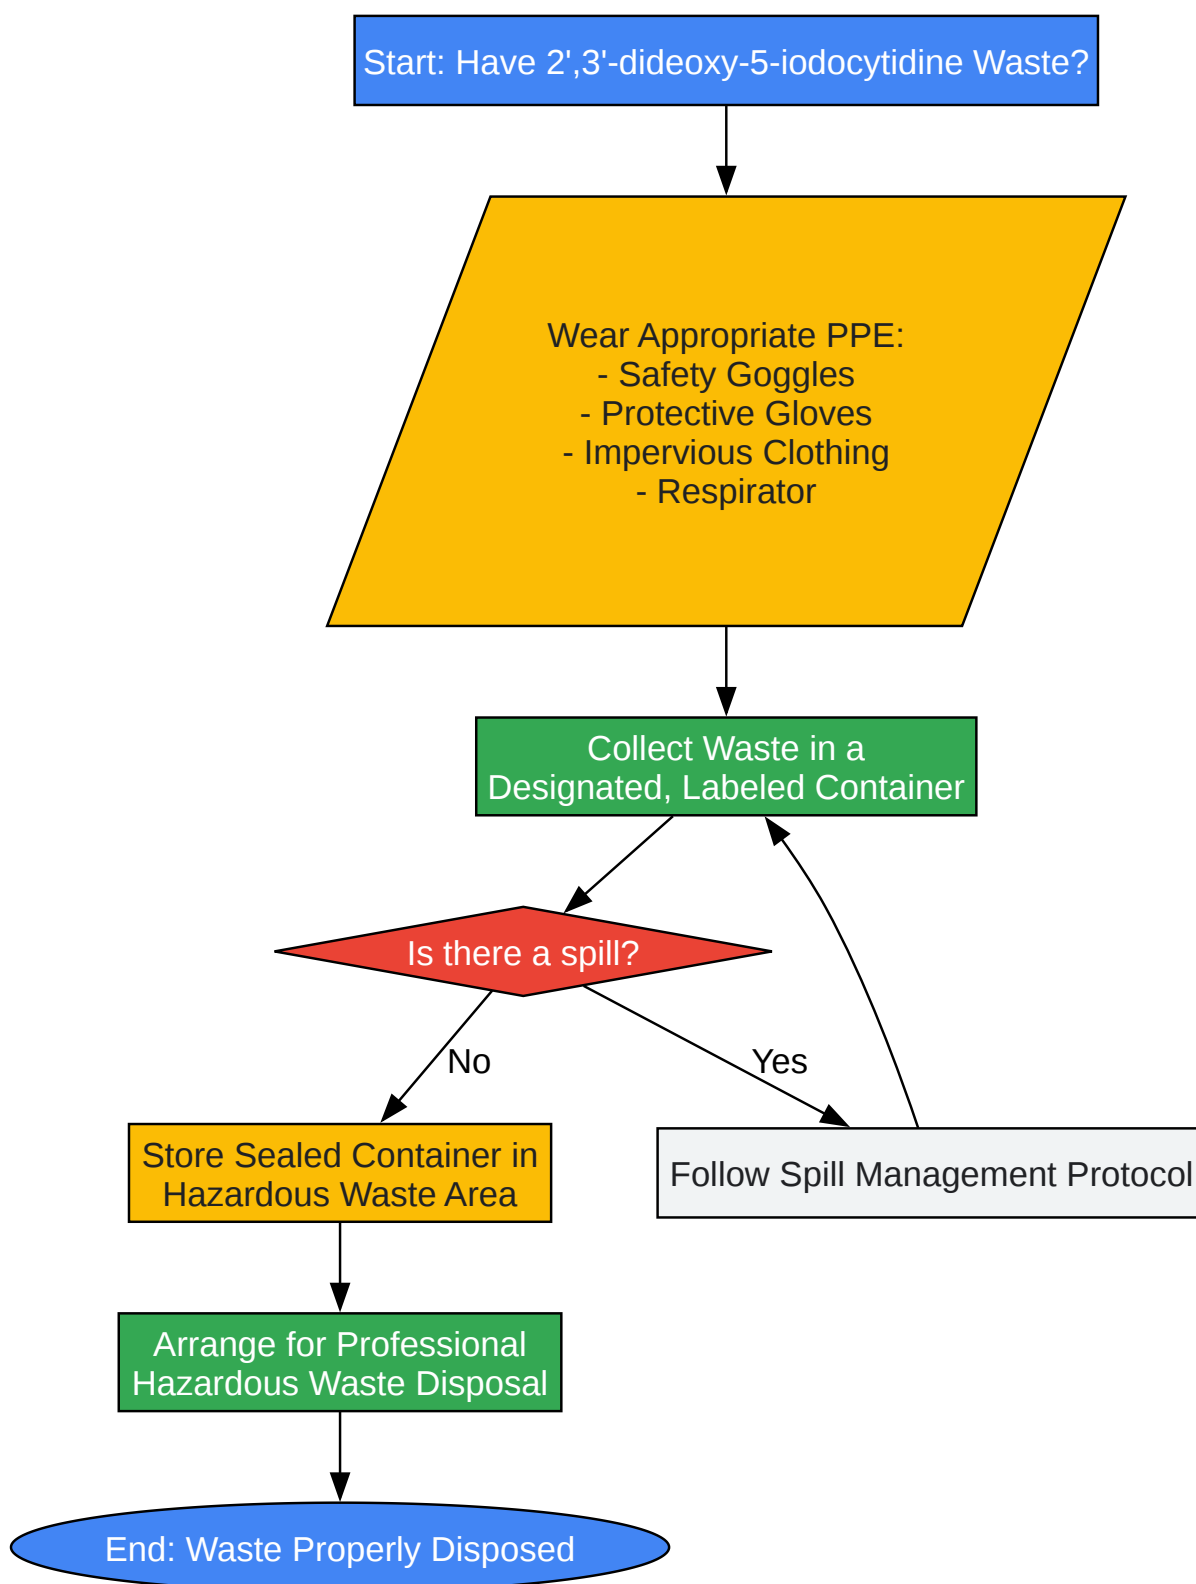 Start: Have 2',3'-dideoxy-5-iodocytidine Waste?
Wear Appropriate PPE:
- Safety Goggles
- Protective Gloves
- Impervious Clothing
- Respirator
Collect Waste in a
Designated, Labeled Container
Is there a spill?
No
Yes
Store Sealed Container in
Hazardous Waste Area
Follow Spill Management Protocol
Arrange for Professional
Hazardous Waste Disposal
End: Waste Properly Disposed